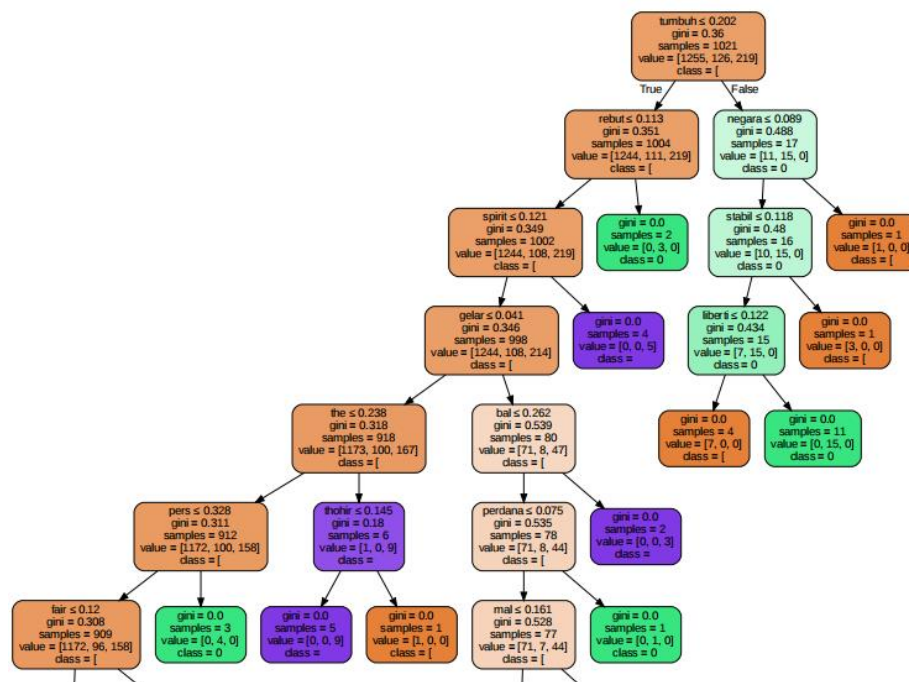 tumbuh ≤ 0.202
gini = 0.36
samples = 1021
value = [1255, 126, 219]
class = [
True
False
rebut ≤ 0.113
gini = 0.351
samples = 1004
value = [1244, 111, 219]
class = [
negara ≤ 0.089
gini = 0.488
samples = 17
value = [11, 15, 0]
class = 0
spirit ≤ 0.121
gini = 0.349
samples = 1002
value = [1244, 108, 219]
class = [
gini = 0.0
samples = 2
value = [0, 3, 0]
class = 0
stabil ≤ 0.118
gini = 0.48
samples = 16
value = [10, 15, 0]
class = 0
gini = 0.0
samples = 1
value = [1, 0, 0]
class = [
gelar ≤ 0.041
gini = 0.346
samples = 998
value = [1244, 108, 214]
class = [
gini = 0.0
samples = 4
value = [0, 0, 5]
class =
liberti ≤ 0.122
gini = 0.434
samples = 15
value = [7, 15, 0]
class = 0
gini = 0.0
samples = 1
value = [3, 0, 0]
class = [
the ≤ 0.238
gini = 0.318
samples = 918
value = [1173, 100, 167]
class = [
bal ≤ 0.262
gini = 0.539
samples = 80
value = [71, 8, 47]
class = [
gini = 0.0
samples = 4
value = [7, 0, 0]
class = [
gini = 0.0
samples = 11
value = [0, 15, 0]
class = 0
pers ≤ 0.328
gini = 0.311
samples = 912
value = [1172, 100, 158]
class = [
thohir ≤ 0.145
gini = 0.18
samples = 6
value = [1, 0, 9]
class =
perdana ≤ 0.075
gini = 0.535
samples = 78
value = [71, 8, 44]
class = [
gini = 0.0
samples = 2
value = [0, 0, 3]
class =
fair ≤ 0.12
gini = 0.308
samples = 909
value = [1172, 96, 158]
class = [
gini = 0.0
samples = 3
value = [0, 4, 0]
class = 0
gini = 0.0
samples = 5
value = [0, 0, 9]
class =
gini = 0.0
samples = 1
value = [1, 0, 0]
class = [
mal ≤ 0.161
gini = 0.528
samples = 77
value = [71, 7, 44]
class = [
gini = 0.0
samples = 1
value = [0, 1, 0]
class = 0